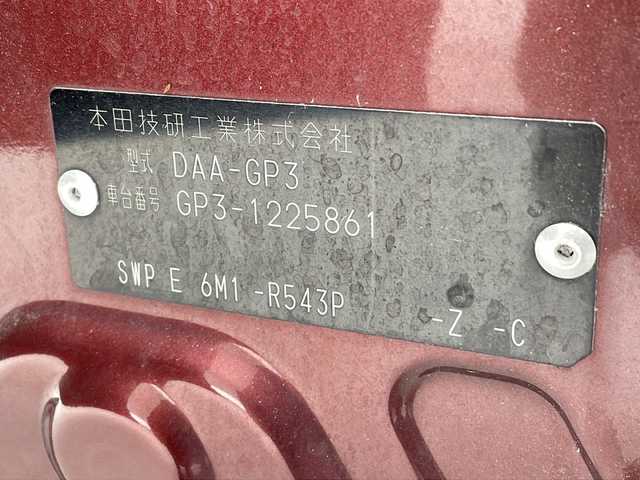 本田技研工業株式会社
型式 DAA-GP3
車台番号 GP3-1225861
SWP E 6M1 -R543P -Z -C